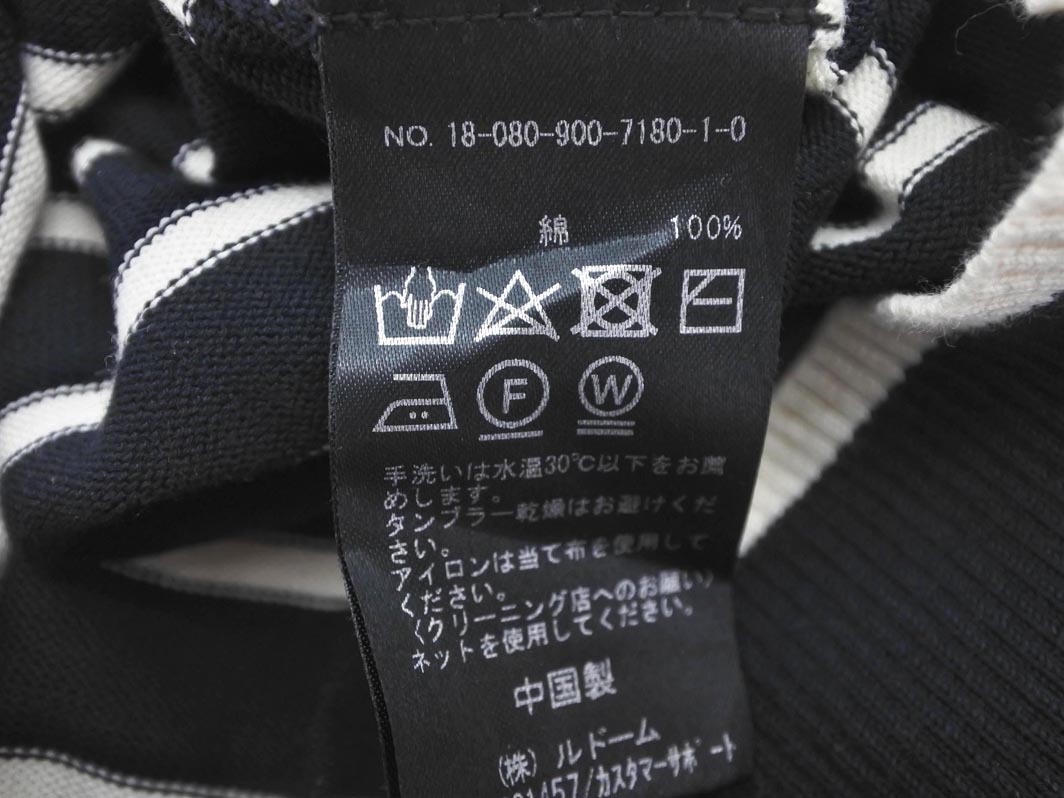 NO. 18-080-900-7180-1-0
綿 100%
F W
手洗いは水温30℃以下をお薦
めします。
タンブラー乾燥はお避けくだ
さい。
アイロンは当て布を使用して
ください。
〈クリーニング店へのお願い〉
ネットを使用してください。
中国製
(株) ルドーム
/カスタマーサポート